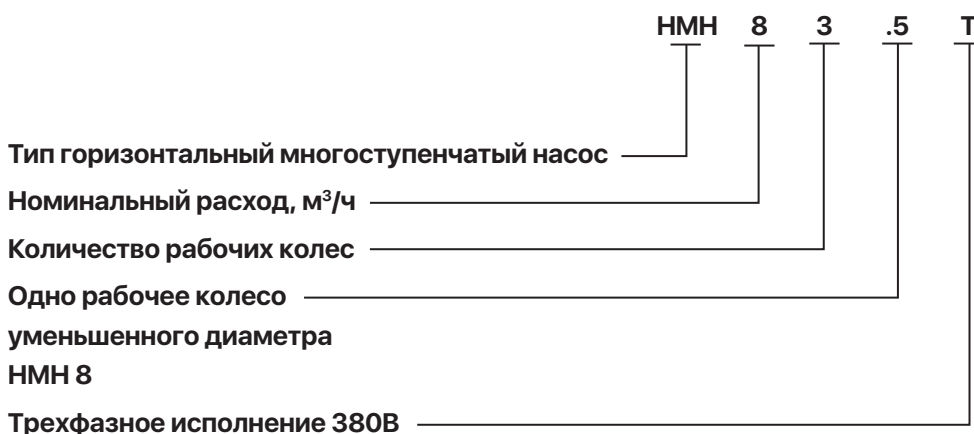 НМН 8 3 .5 Т
Тип горизонтальный многоступенчатый насос
Номинальный расход, м³/ч
Количество рабочих колес
Одно рабочее колесо
уменьшенного диаметра
НМН 8
Трехфазное исполнение 380В